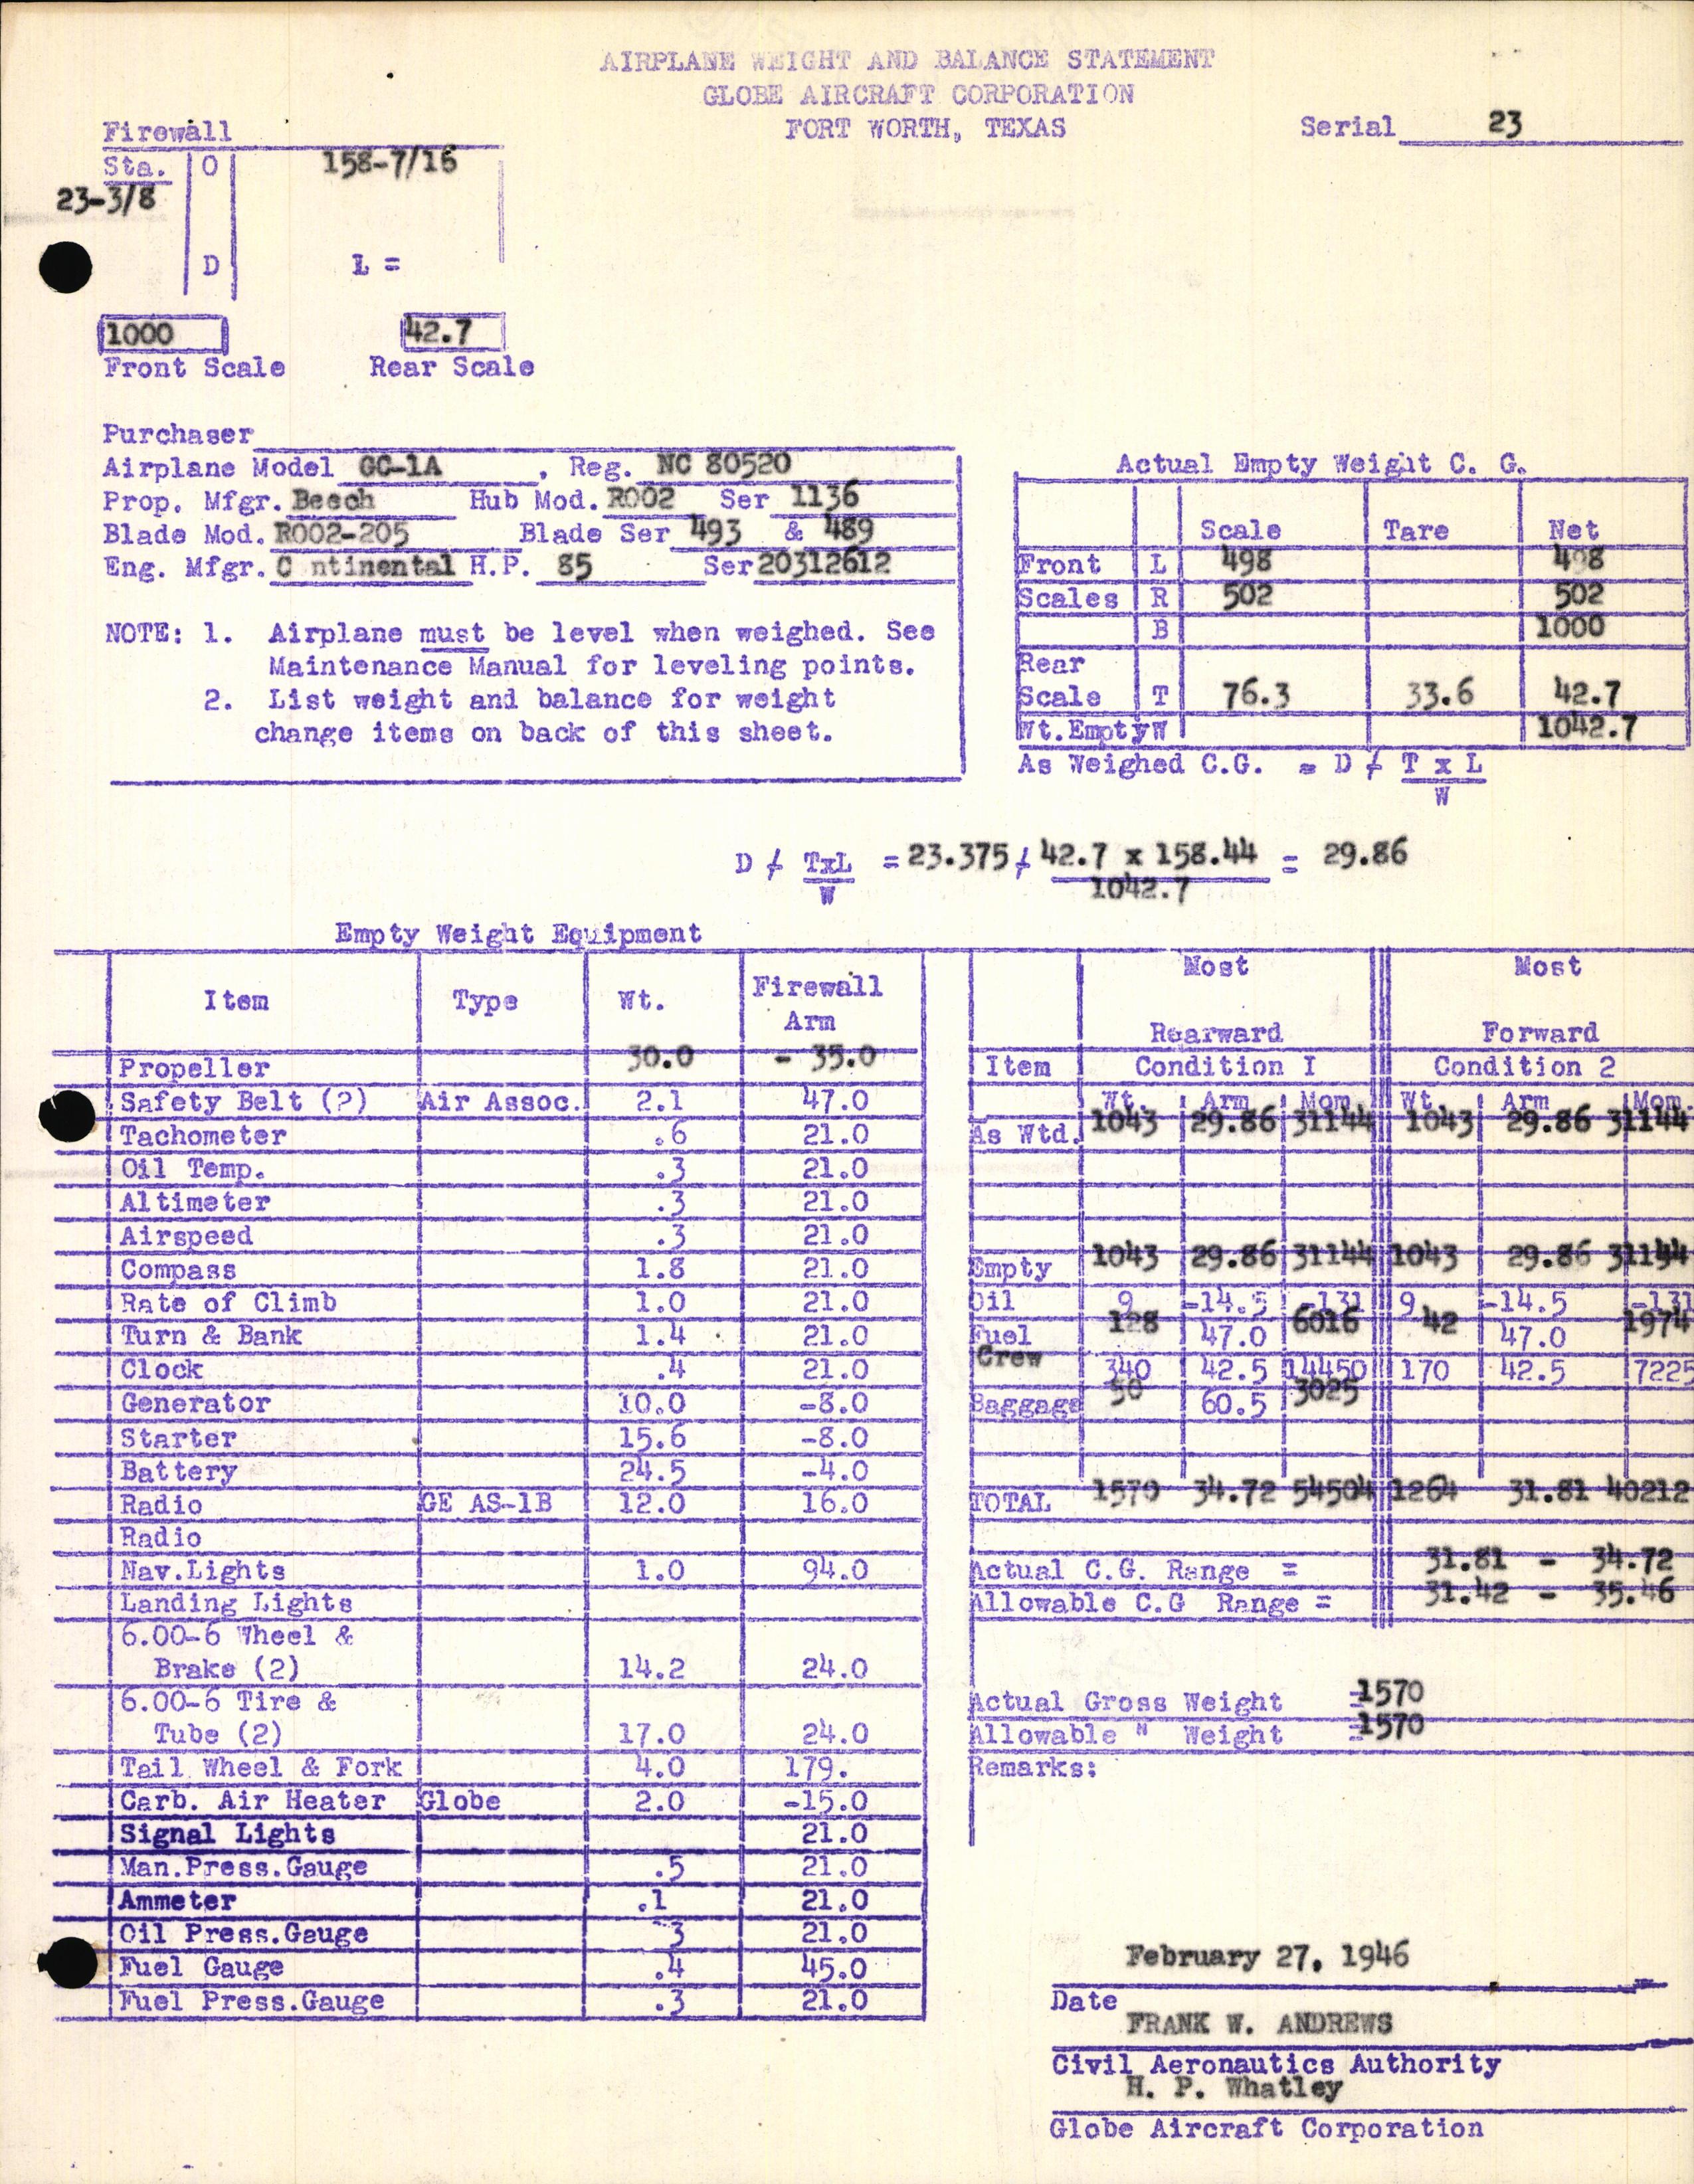 AIRPLANE WEIGHT AND BALANCE STATEMENT
GLOBE AIRCRAFT CORPORATION
FORT WORTH, TEXAS
Serial 23
Firewall
Sta. O 158-7/16
23-3/8
D L =
1000 42.7
Front Scale Rear Scale
Purchaser
Airplane Model GC-1A , Reg. NC 80520
Prop. Mfgr. Beech Hub Mod. R002 Ser 1136
Blade Mod. R002-205 Blade Ser 493 & 489
Eng. Mfgr. C ntinental H.P. 85 Ser 20312612
NOTE: 1. Airplane must be level when weighed. See
Maintenance Manual for leveling points.
2. List weight and balance for weight
change items on back of this sheet.
Actual Empty Weight C. G.
Scale Tare Net
Front L 498 498
Scales R 502 502
B 1000
Rear
Scale T 76.3 33.6 42.7
Wt.Empty W 1042.7
As Weighed C.G. = D ≠ T x L
W
D ≠ TxL = 23.375 ≠ 42.7 x 158.44 = 29.86
W 1042.7
Empty Weight Equipment
Item Type Wt. Firewall
Arm
Propeller 30.0 - 35.0
Safety Belt (2) Air Assoc. 2.1 47.0
Tachometer .6 21.0
Oil Temp. .3 21.0
Altimeter .3 21.0
Airspeed .3 21.0
Compass 1.8 21.0
Rate of Climb 1.0 21.0
Turn & Bank 1.4 21.0
Clock .4 21.0
Generator 10.0 -8.0
Starter 15.6 -8.0
Battery 24.5 -4.0
Radio GE AS-1B 12.0 16.0
Radio
Nav.Lights 1.0 94.0
Landing Lights
6.00-6 Wheel &
Brake (2) 14.2 24.0
6.00-6 Tire &
Tube (2) 17.0 24.0
Tail Wheel & Fork 4.0 179.
Carb. Air Heater Globe 2.0 -15.0
Signal Lights 21.0
Man.Press.Gauge .5 21.0
Ammeter .1 21.0
Oil Press.Gauge .3 21.0
Fuel Gauge .4 45.0
Fuel Press.Gauge .3 21.0
Most Most
Rearward Forward
Item Condition I Condition 2
Wt. Arm Mom. Wt. Arm Mom.
As Wtd. 1043 29.86 31144 1043 29.86 31144
Empty 1043 29.86 31144 1043 29.86 31144
Oil 9 -14.5 -131 9 -14.5 -131
Fuel 128 47.0 6016 42 47.0 1974
Crew 340 42.5 14450 170 42.5 7225
Baggage 50 60.5 3025
TOTAL 1570 34.72 54504 1264 31.81 40212
Actual C.G. Range = 31.81 - 34.72
Allowable C.G Range = 31.42 - 35.46
Actual Gross Weight =1570
Allowable " Weight =1570
Remarks:
February 27, 1946
Date
FRANK W. ANDREWS
Civil Aeronautics Authority
H. P. Whatley
Globe Aircraft Corporation